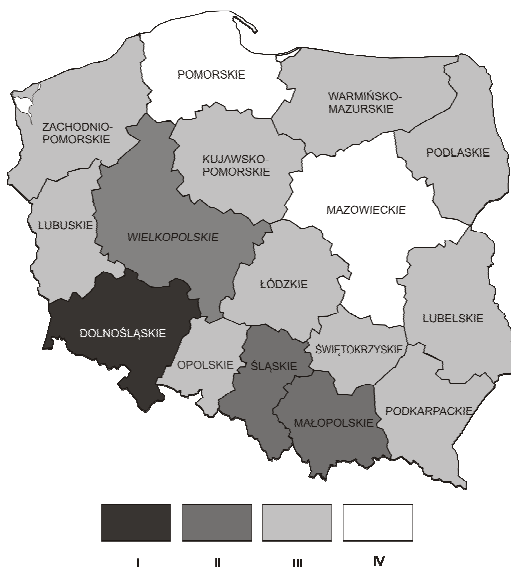 POMORSKIE
WARMIŃSKO-
MAZURSKIE
ZACHODNIO-
POMORSKIE
PODLASKIE
KUJAWSKO-
POMORSKIE
MAZOWIECKIE
LUBUSKIE
WIELKOPOLSKIE
ŁÓDZKIE
LUBELSKIE
DOLNOŚLĄSKIE
ŚWIĘTOKRZYSKIE
OPOLSKIE
ŚLĄSKIE
PODKARPACKIE
MAŁOPOLSKIE
I II III IV